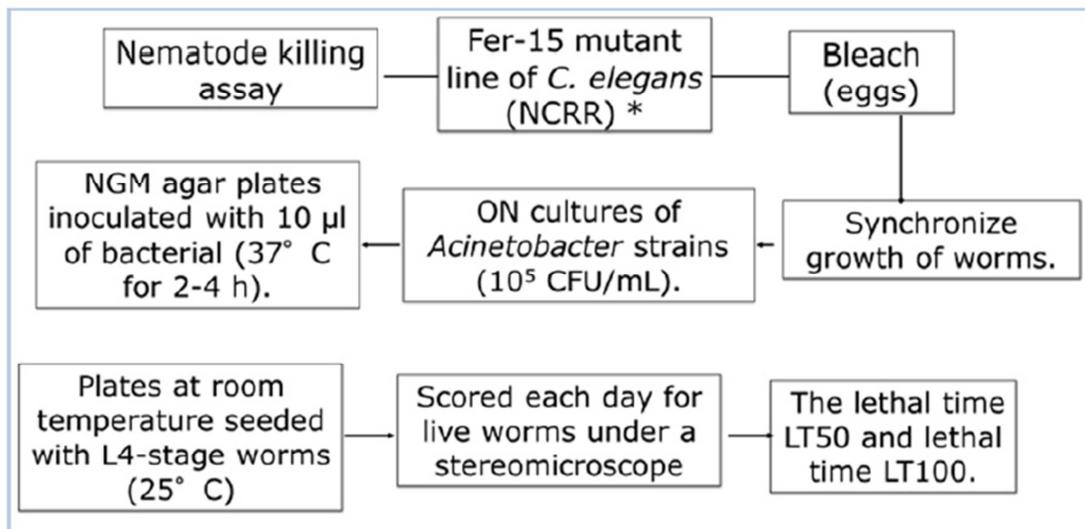 Nematode killing
assay
Fer-15 mutant
line of C. elegans
(NCRR) *
Bleach
(eggs)
Synchronize
growth of worms.
ON cultures of
Acinetobacter strains
(10⁵ CFU/mL).
NGM agar plates
inoculated with 10 µl
of bacterial (37° C
for 2-4 h).
Plates at room
temperature seeded
with L4-stage worms
(25° C)
Scored each day for
live worms under a
stereomicroscope
The lethal time
LT50 and lethal
time LT100.